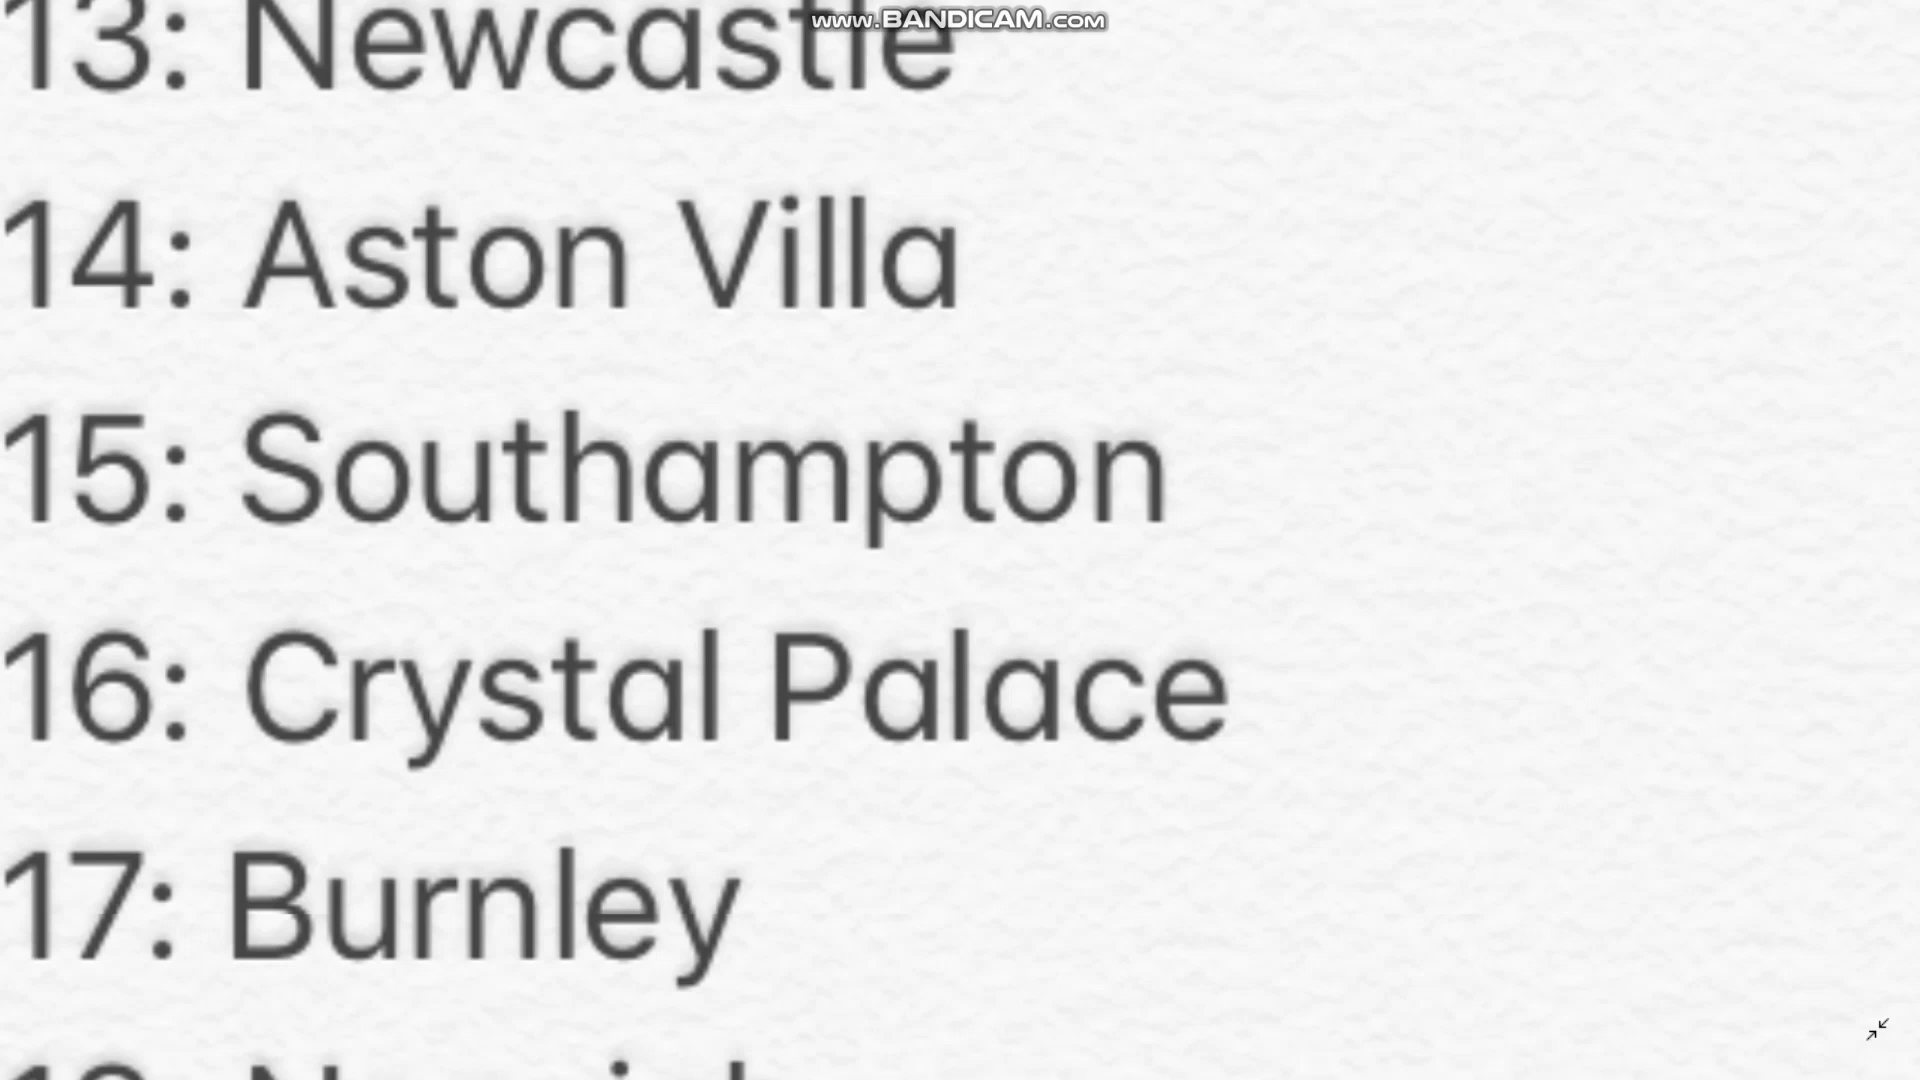 www.BANDICAM.com
13: Newcastle
14: Aston Villa
15: Southampton
16: Crystal Palace
17: Burnley